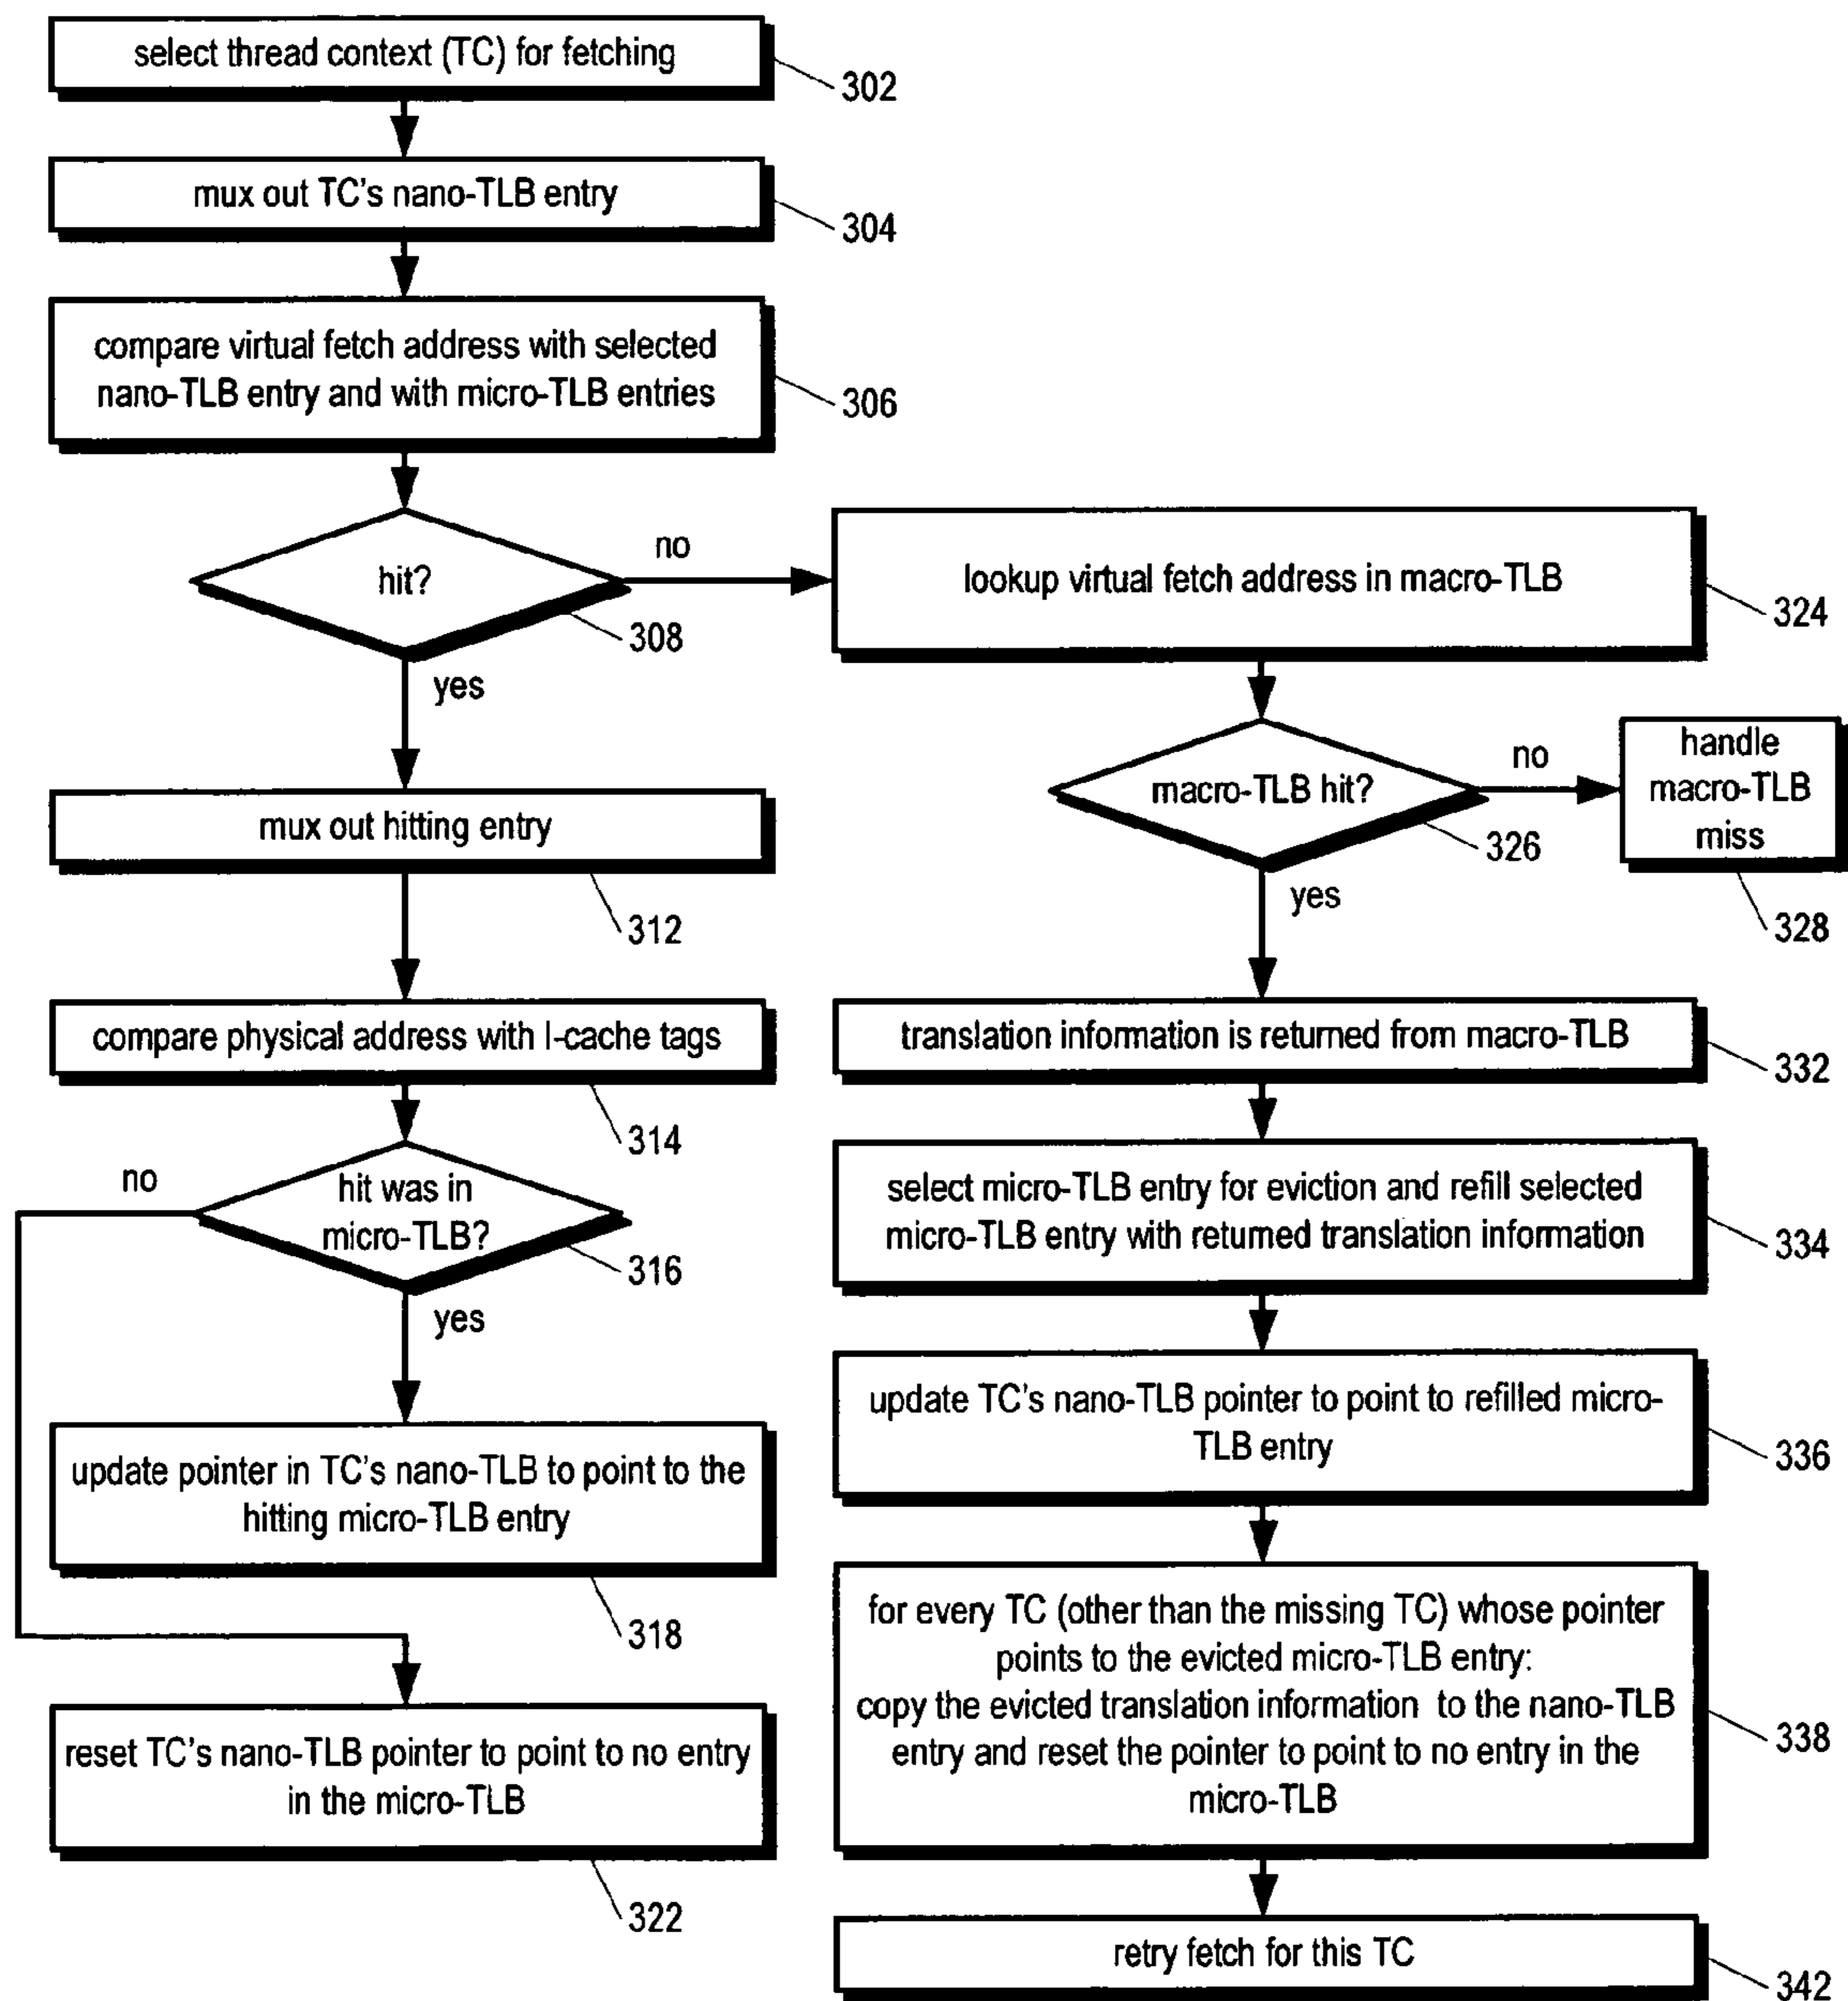 select thread context (TC) for fetching
302
mux out TC's nano-TLB entry
304
compare virtual fetch address with selected
nano-TLB entry and with micro-TLB entries
306
hit?
308
no
yes
mux out hitting entry
312
compare physical address with I-cache tags
314
hit was in
micro-TLB?
316
no
yes
update pointer in TC's nano-TLB to point to the
hitting micro-TLB entry
318
reset TC's nano-TLB pointer to point to no entry
in the micro-TLB
322
lookup virtual fetch address in macro-TLB
324
macro-TLB hit?
326
no
handle
macro-TLB
miss
328
yes
translation information is returned from macro-TLB
332
select micro-TLB entry for eviction and refill selected
micro-TLB entry with returned translation information
334
update TC's nano-TLB pointer to point to refilled micro-
TLB entry
336
for every TC (other than the missing TC) whose pointer
points to the evicted micro-TLB entry:
copy the evicted translation information to the nano-TLB
entry and reset the pointer to point to no entry in the
micro-TLB
338
retry fetch for this TC
342